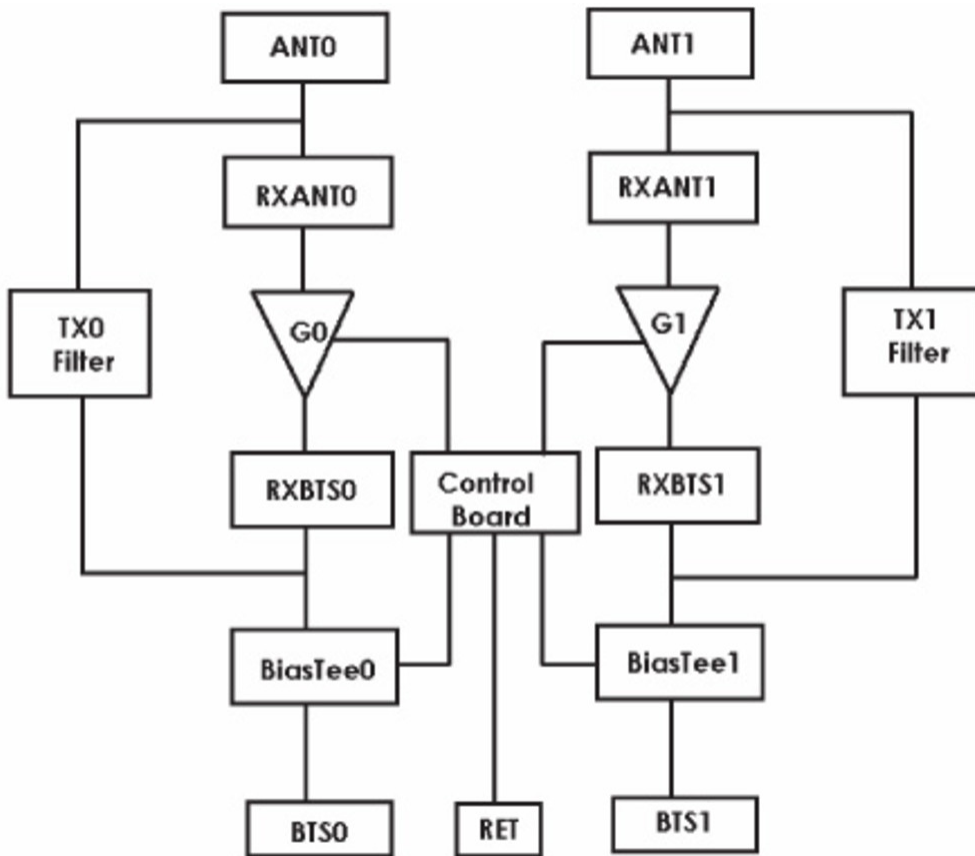 ANT0
ANT1
RXANT0
RXANT1
TX0
Filter
G0
G1
TX1
Filter
RXBTS0
Control
Board
RXBTS1
BiasTee0
BiasTee1
BTS0
RET
BTS1